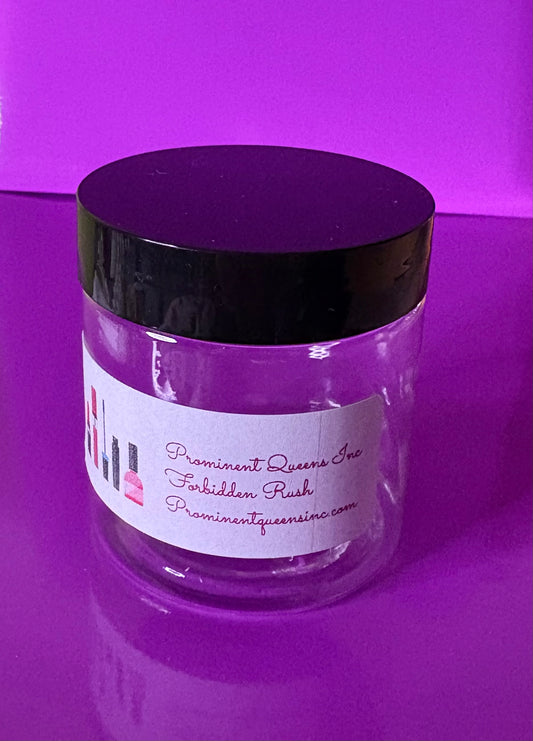 Prominent Queens Inc
Forbidden Rush
Prominentqueensinc.com